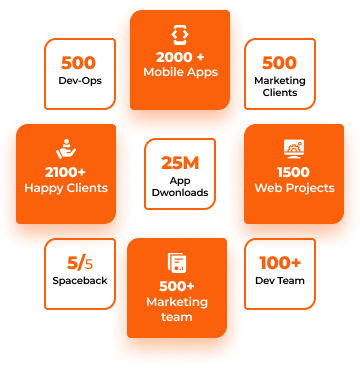 2000 +
Mobile Apps
500
Dev-Ops
500
Marketing
Clients
2100+
Happy Clients
25M
App
Dwonloads
1500
Web Projects
5/5
Spaceback
500+
Marketing
team
100+
Dev Team